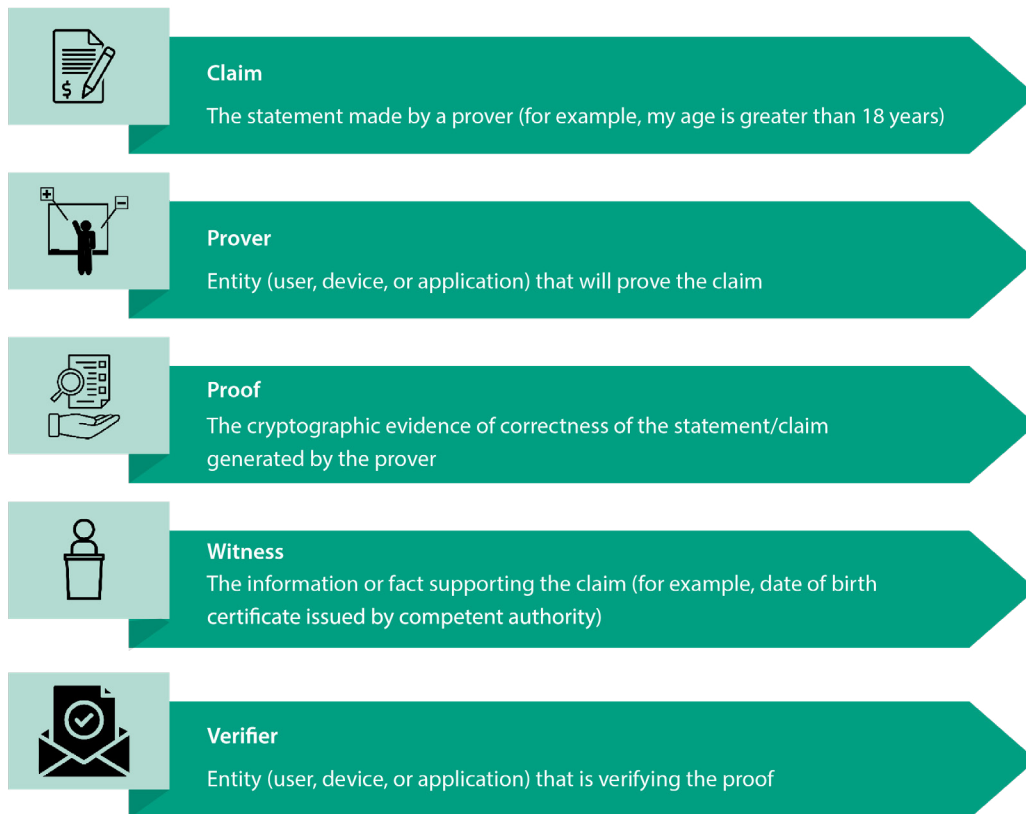 $
Claim
The statement made by a prover (for example, my age is greater than 18 years)
+
−
Prover
Entity (user, device, or application) that will prove the claim
Proof
The cryptographic evidence of correctness of the statement/claim
generated by the prover
Witness
The information or fact supporting the claim (for example, date of birth
certificate issued by competent authority)
Verifier
Entity (user, device, or application) that is verifying the proof